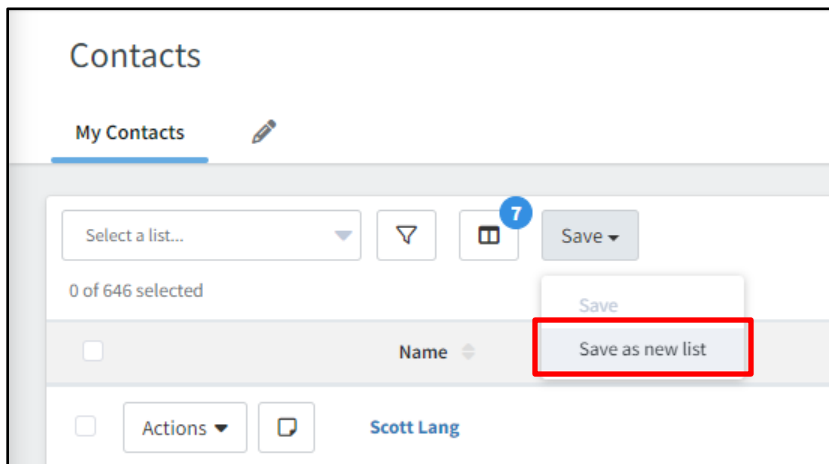 Contacts
My Contacts
7
Select a list...
Save
0 of 646 selected
Save
Name
Save as new list
Actions
Scott Lang